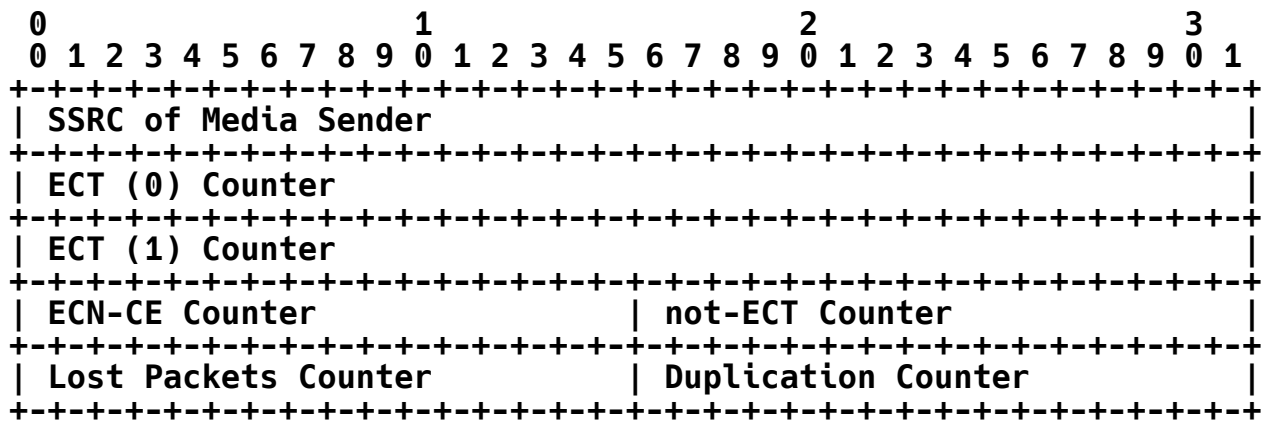 0                   1                   2                   3
 0 1 2 3 4 5 6 7 8 9 0 1 2 3 4 5 6 7 8 9 0 1 2 3 4 5 6 7 8 9 0 1
+-+-+-+-+-+-+-+-+-+-+-+-+-+-+-+-+-+-+-+-+-+-+-+-+-+-+-+-+-+-+-+-+
| SSRC of Media Sender                                          |
+-+-+-+-+-+-+-+-+-+-+-+-+-+-+-+-+-+-+-+-+-+-+-+-+-+-+-+-+-+-+-+-+
| ECT (0) Counter                                               |
+-+-+-+-+-+-+-+-+-+-+-+-+-+-+-+-+-+-+-+-+-+-+-+-+-+-+-+-+-+-+-+-+
| ECT (1) Counter                                               |
+-+-+-+-+-+-+-+-+-+-+-+-+-+-+-+-+-+-+-+-+-+-+-+-+-+-+-+-+-+-+-+-+
| ECN-CE Counter                | not-ECT Counter               |
+-+-+-+-+-+-+-+-+-+-+-+-+-+-+-+-+-+-+-+-+-+-+-+-+-+-+-+-+-+-+-+-+
| Lost Packets Counter          | Duplication Counter           |
+-+-+-+-+-+-+-+-+-+-+-+-+-+-+-+-+-+-+-+-+-+-+-+-+-+-+-+-+-+-+-+-+